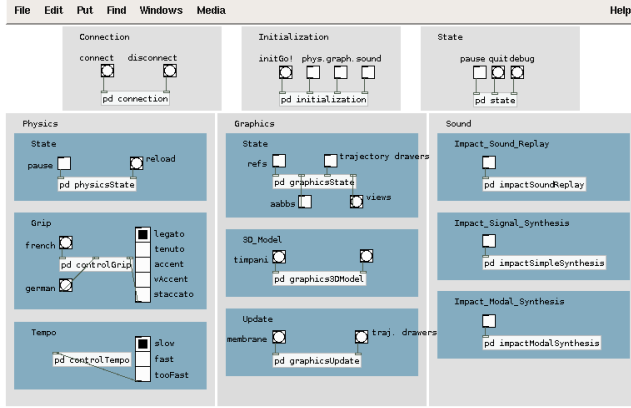 File Edit Put Find Windows Media Help
Connection
connect disconnect
pd connection
Initialization
initGo! phys.graph.sound
pd initialization
State
pause quit debug
pd state
Physics
State
pause reload
pd physicsState
Grip
french
pd controlGrip
german
legato
tenuto
accent
vAccent
staccato
Tempo
pd controlTempo
slov
fast
tooFast
Graphics
State
refs trajectory drawers
pd graphicsState
aabbs views
3D_Model
timpani
pd graphics3DModel
Update
membrane traj. drawers
pd graphicsUpdate
Sound
Impact_Sound_Replay
pd impactSoundReplay
Impact_Signal_Synthesis
pd impactSimpleSynthesis
Impact_Modal_Synthesis
pd impactModalSynthesis